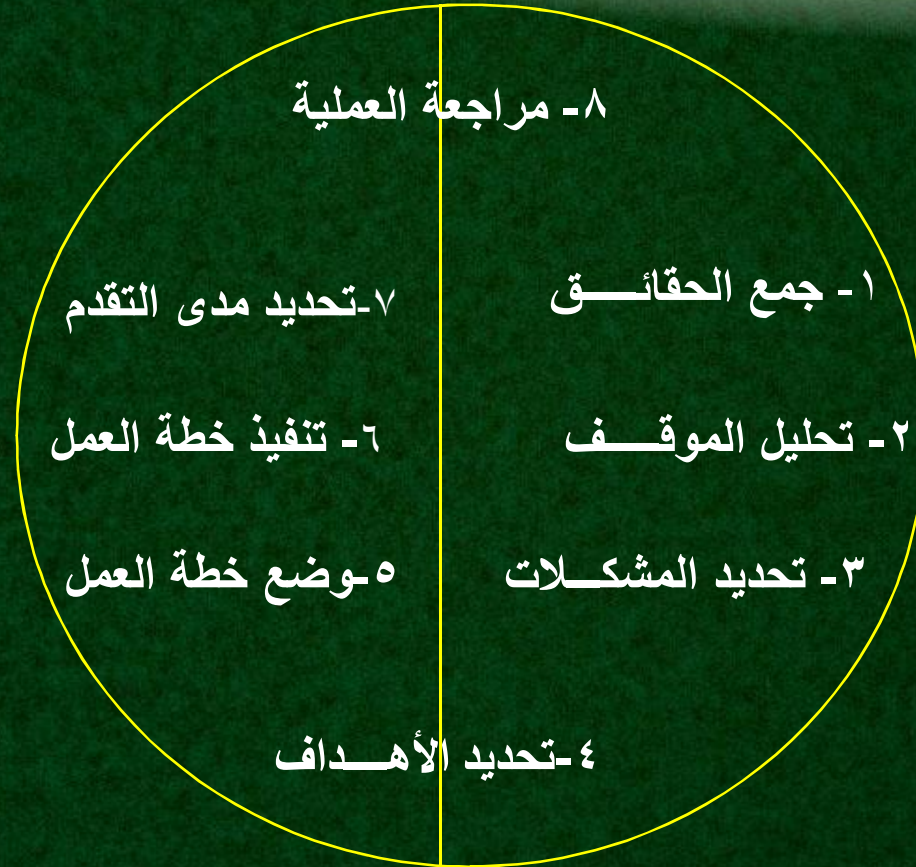 ٨- مراجعة العملية
١- جمع الحقائـــق
٧-تحديد مدى التقدم
٢- تحليل الموقـــف
٦- تنفيذ خطة العمل
٣- تحديد المشكـــلات
٥-وضع خطة العمل
٤-تحديد الأهـــداف